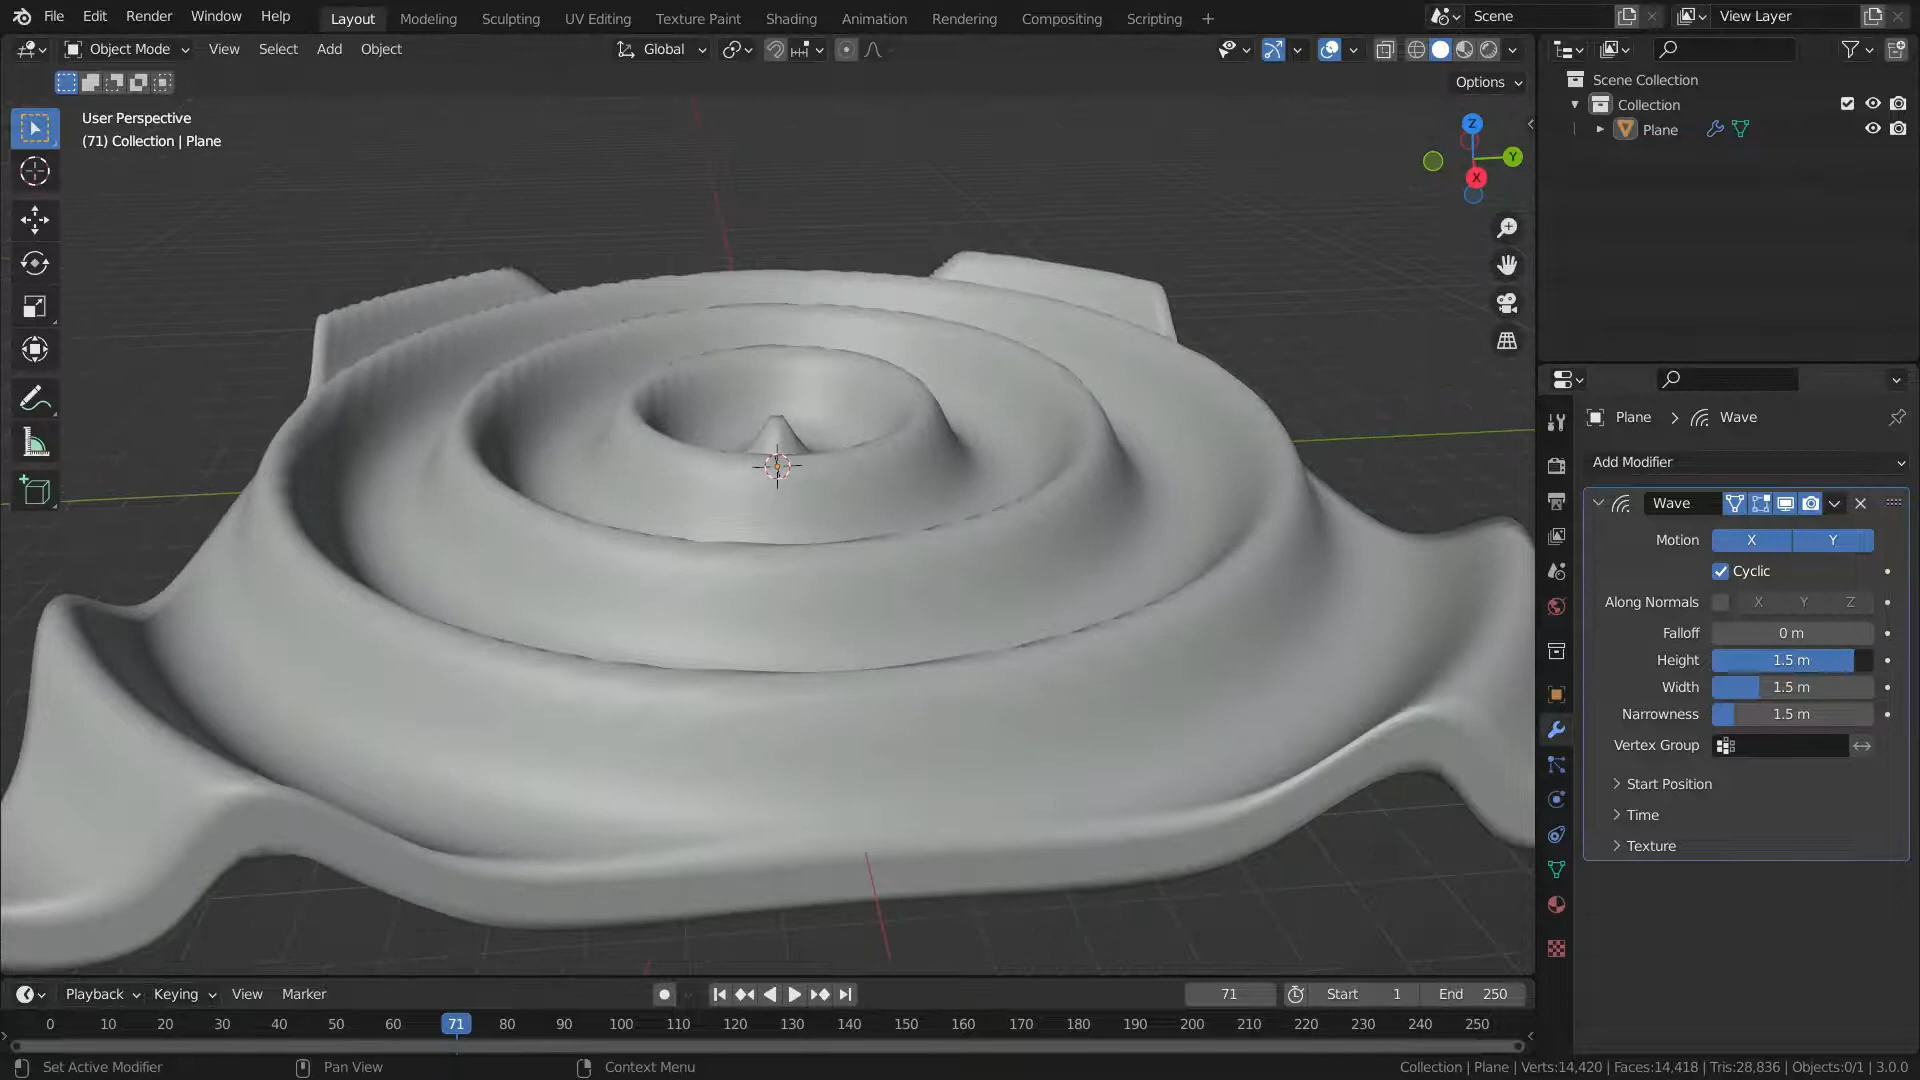 File Edit Render Window Help Layout Modeling Sculpting UV Editing Texture Paint Shading Animation Rendering Compositing Scripting + Scene View Layer
Object Mode View Select Add Object Global
Options
User Perspective
(71) Collection | Plane
Z
Y
X
Scene Collection
Collection
Plane
Plane Wave
Add Modifier
Wave
Motion X Y
Cyclic
Along Normals X Y Z
Falloff 0 m
Height 1.5 m
Width 1.5 m
Narrowness 1.5 m
Vertex Group
Start Position
Time
Texture
Playback Keying View Marker 71 Start 1 End 250
0 10 20 30 40 50 60 71 80 90 100 110 120 130 140 150 160 170 180 190 200 210 220 230 240 250
Set Active Modifier Pan View Context Menu Collection | Plane | Verts:14,420 | Faces:14,418 | Tris:28,836 | Objects:0/1 | 3.0.0